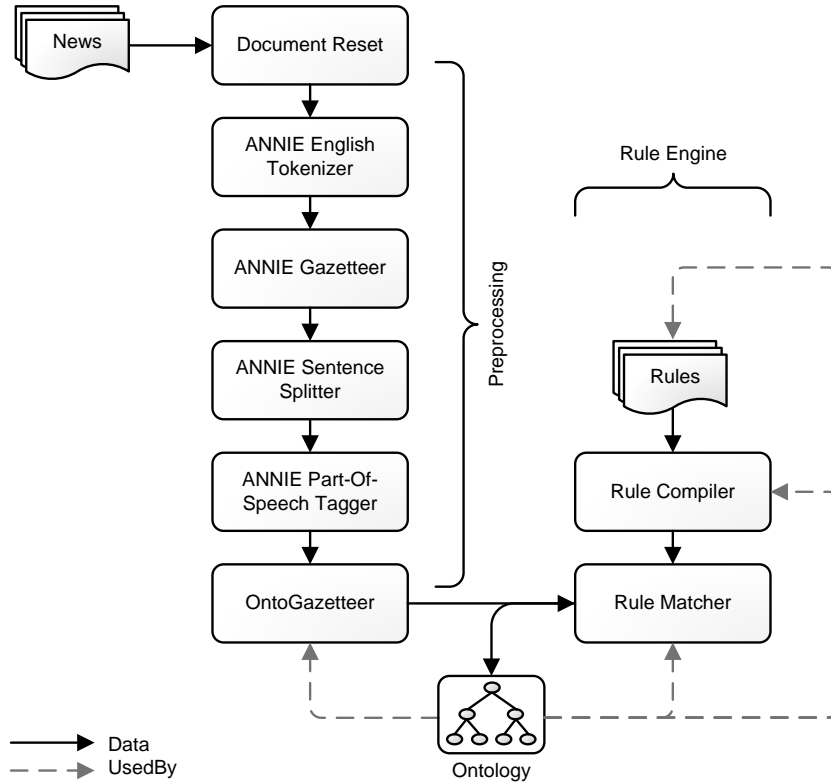 News
Document Reset
ANNIE English
Tokenizer
Rule Engine
ANNIE Gazetteer
Preprocessing
ANNIE Sentence
Splitter
Rules
ANNIE Part-Of-
Speech Tagger
Rule Compiler
OntoGazetteer
Rule Matcher
Data
UsedBy
Ontology